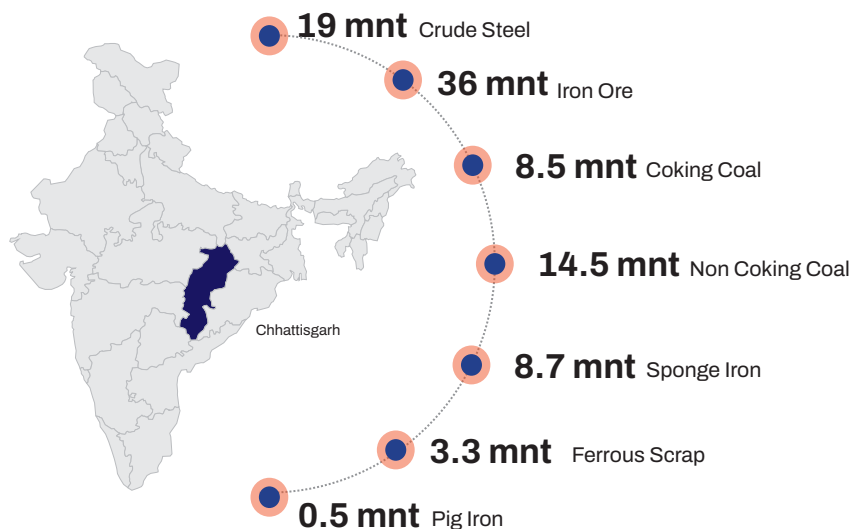 19 mnt Crude Steel
36 mnt Iron Ore
8.5 mnt Coking Coal
14.5 mnt Non Coking Coal
Chhattisgarh
8.7 mnt Sponge Iron
3.3 mnt Ferrous Scrap
0.5 mnt Pig Iron